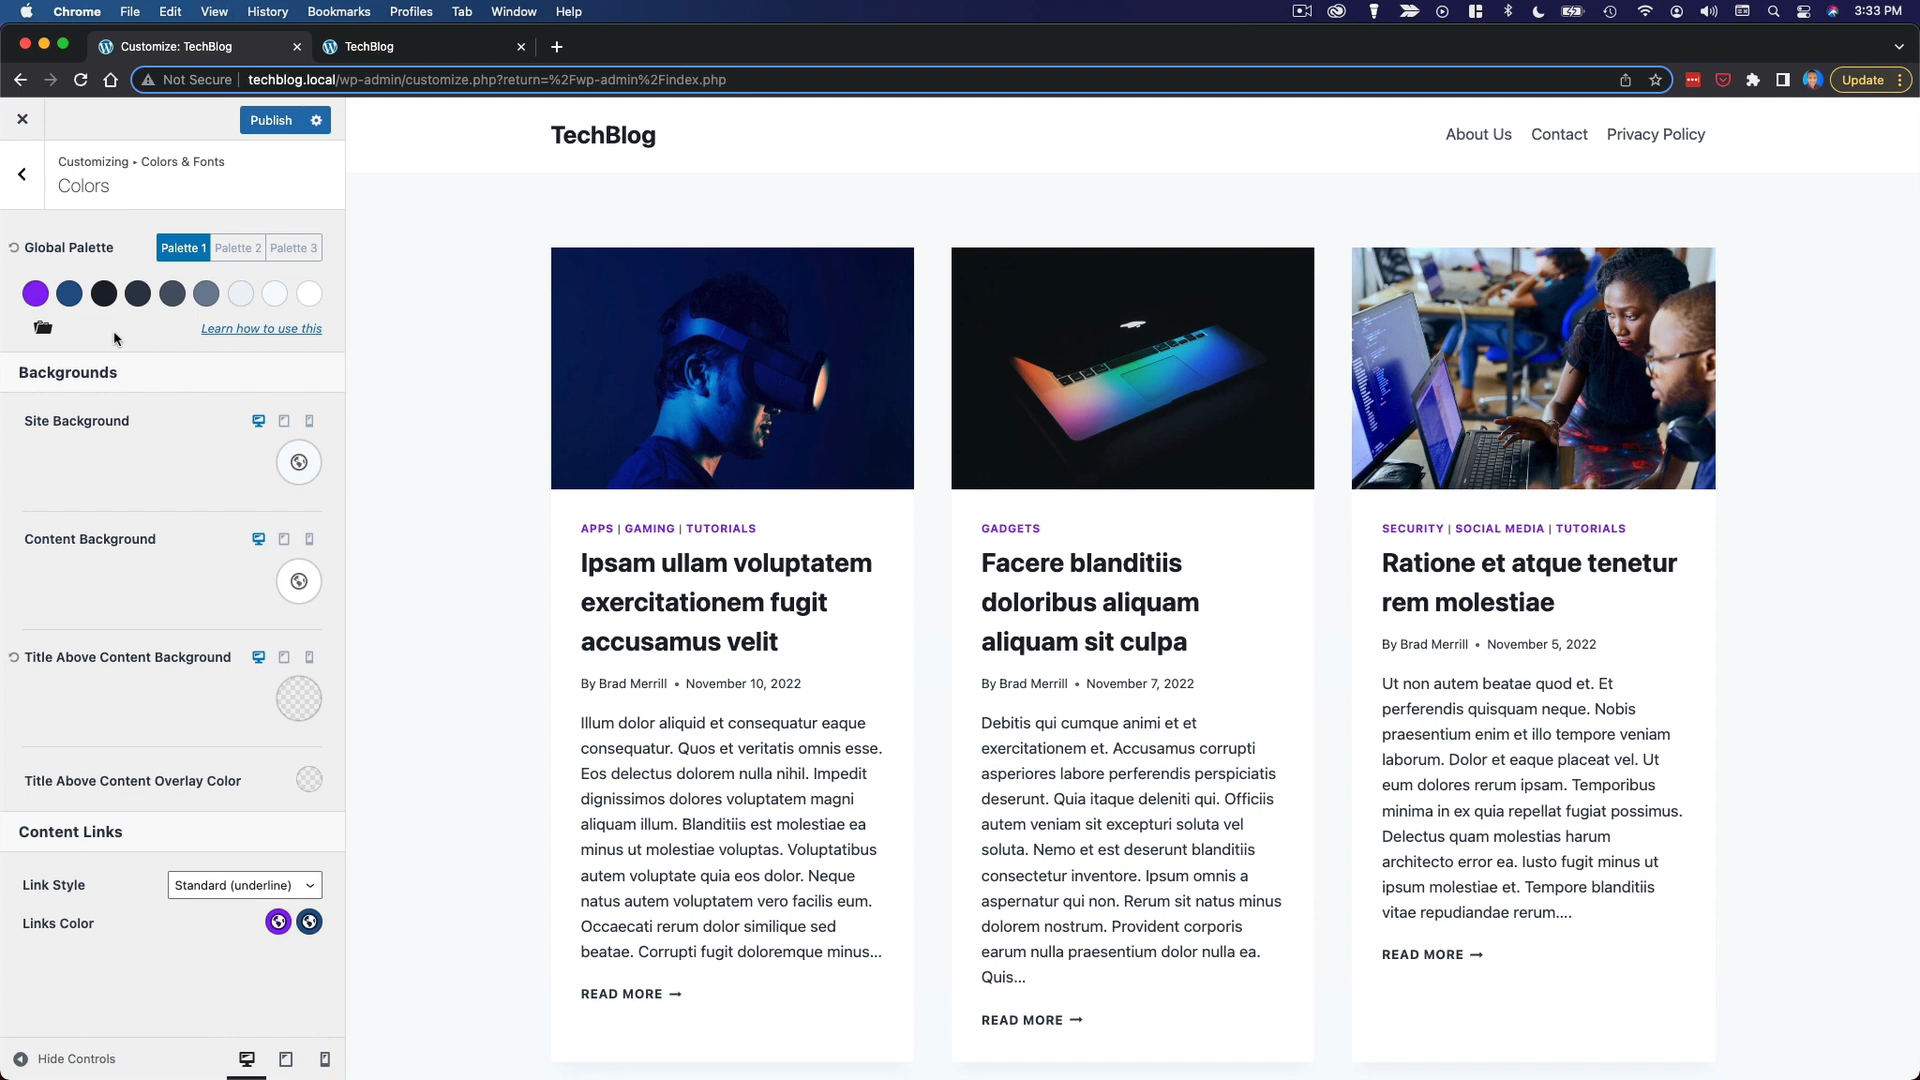 Chrome File Edit View History Bookmarks Profiles Tab Window Help 3:33 PM
Customize: TechBlog
TechBlog
Not Secure techblog.local/wp-admin/customize.php?return=%2Fwp-admin%2Findex.php
Update
Publish
Customizing ▸ Colors & Fonts
Colors
Global Palette Palette 1 Palette 2 Palette 3
Learn how to use this
Backgrounds
Site Background
Content Background
Title Above Content Background
Title Above Content Overlay Color
Content Links
Link Style Standard (underline)
Links Color
Hide Controls
TechBlog
About Us Contact Privacy Policy
APPS | GAMING | TUTORIALS
Ipsam ullam voluptatem
exercitationem fugit
accusamus velit
By Brad Merrill • November 10, 2022
Illum dolor aliquid et consequatur eaque
consequatur. Quos et veritatis omnis esse.
Eos delectus dolorem nulla nihil. Impedit
dignissimos dolores voluptatem magni
aliquam illum. Blanditiis est molestiae ea
minus ut molestiae voluptas. Voluptatibus
autem voluptate quia eos dolor. Neque
natus autem voluptatem vero facilis eum.
Occaecati rerum dolor similique sed
beatae. Corrupti fugit doloremque minus...
READ MORE →
GADGETS
Facere blanditiis
doloribus aliquam
aliquam sit culpa
By Brad Merrill • November 7, 2022
Debitis qui cumque animi et et
exercitationem et. Accusamus corrupti
asperiores labore perferendis perspiciatis
deserunt. Quia itaque deleniti qui. Officiis
autem veniam sit excepturi soluta vel
soluta. Nemo et est deserunt blanditiis
consectetur inventore. Ipsum omnis a
aspernatur qui non. Rerum sit natus minus
dolorem nostrum. Provident corporis
earum nulla praesentium dolor nulla ea.
Quis...
READ MORE →
SECURITY | SOCIAL MEDIA | TUTORIALS
Ratione et atque tenetur
rem molestiae
By Brad Merrill • November 5, 2022
Ut non autem beatae quod et. Et
perferendis quisquam neque. Nobis
praesentium enim et illo tempore veniam
laborum. Dolor et eaque placeat vel. Ut
eum dolores rerum ipsam. Temporibus
minima in ex quia repellat fugiat possimus.
Delectus quam molestias harum
architecto error ea. Iusto fugit minus ut
ipsum molestiae et. Tempore blanditiis
vitae repudiandae rerum....
READ MORE →